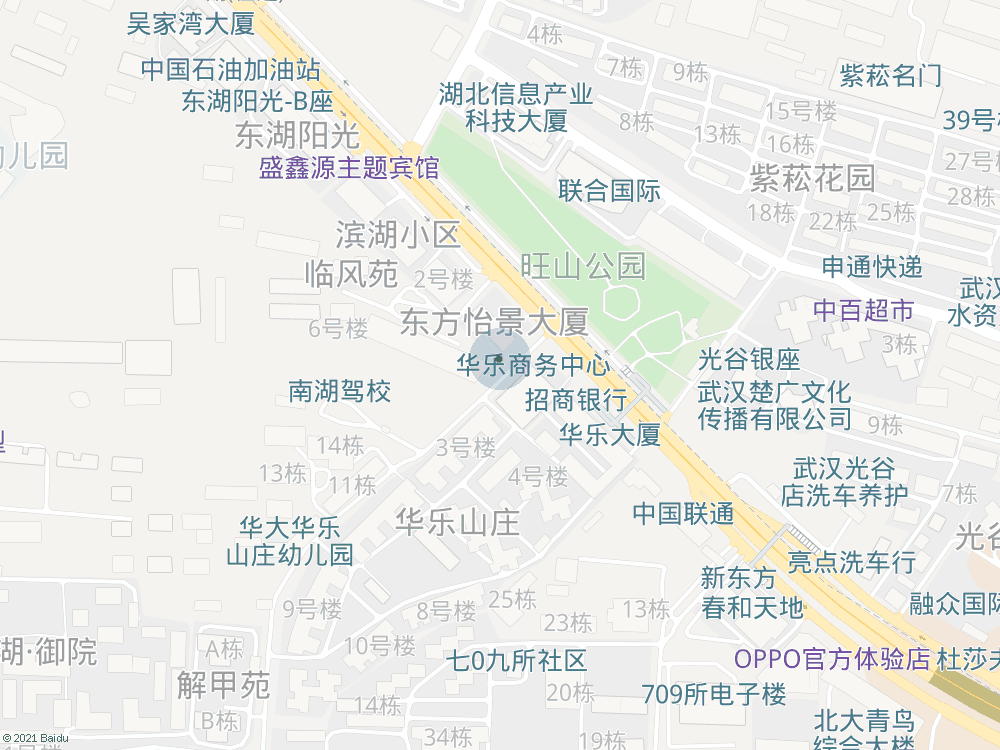 吴家湾大厦
4栋
中国石油加油站
7栋
9栋
紫菘名门
东湖阳光-B座
湖北信息产业
科技大厦
15号楼
39号
8栋
13栋
东湖阳光
16栋
幼儿园
27号
盛鑫源主题宾馆
紫菘花园
联合国际
28栋
18栋
22栋
25栋
滨湖小区
临风苑
2号楼
旺山公园
申通快递
武汉
水资
中百超市
6号楼
东方怡景大厦
3栋
华乐商务中心
光谷银座
南湖驾校
招商银行
武汉楚广文化
传播有限公司
9栋
华乐大厦
14栋
3号楼
13栋
11栋
4号楼
武汉光谷
店洗车养护
7栋
华大华乐
山庄幼儿园
华乐山庄
中国联通
光谷
亮点洗车行
新东方
春和天地
融众国际
9号楼
8号楼
25栋
13栋
23栋
湖·御院
A栋
10号楼
七0九所社区
OPPO官方体验店
杜莎夫
解甲苑
14栋
20栋
709所电子楼
B栋
北大青鸟
综合大楼
34栋
19栋
© 2021 Baidu